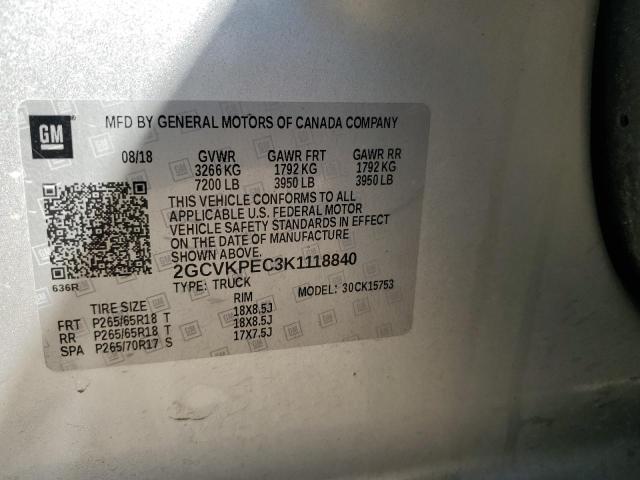 GM
MFD BY GENERAL MOTORS OF CANADA COMPANY
08/18 GVWR GAWR FRT GAWR RR
3266 KG 1792 KG 1792 KG
7200 LB 3950 LB 3950 LB
THIS VEHICLE CONFORMS TO ALL
APPLICABLE U.S. FEDERAL MOTOR
VEHICLE SAFETY STANDARDS IN EFFECT
ON THE DATE OF MANUFACTURE
SHOWN ABOVE.
636R 2GCVKPEC3K1118840
TYPE: TRUCK MODEL: 30CK15753
TIRE SIZE RIM
FRT P265/65R18 T 18X8.5J
RR P265/65R18 T 18X8.5J
SPA P265/70R17 S 17X7.5J